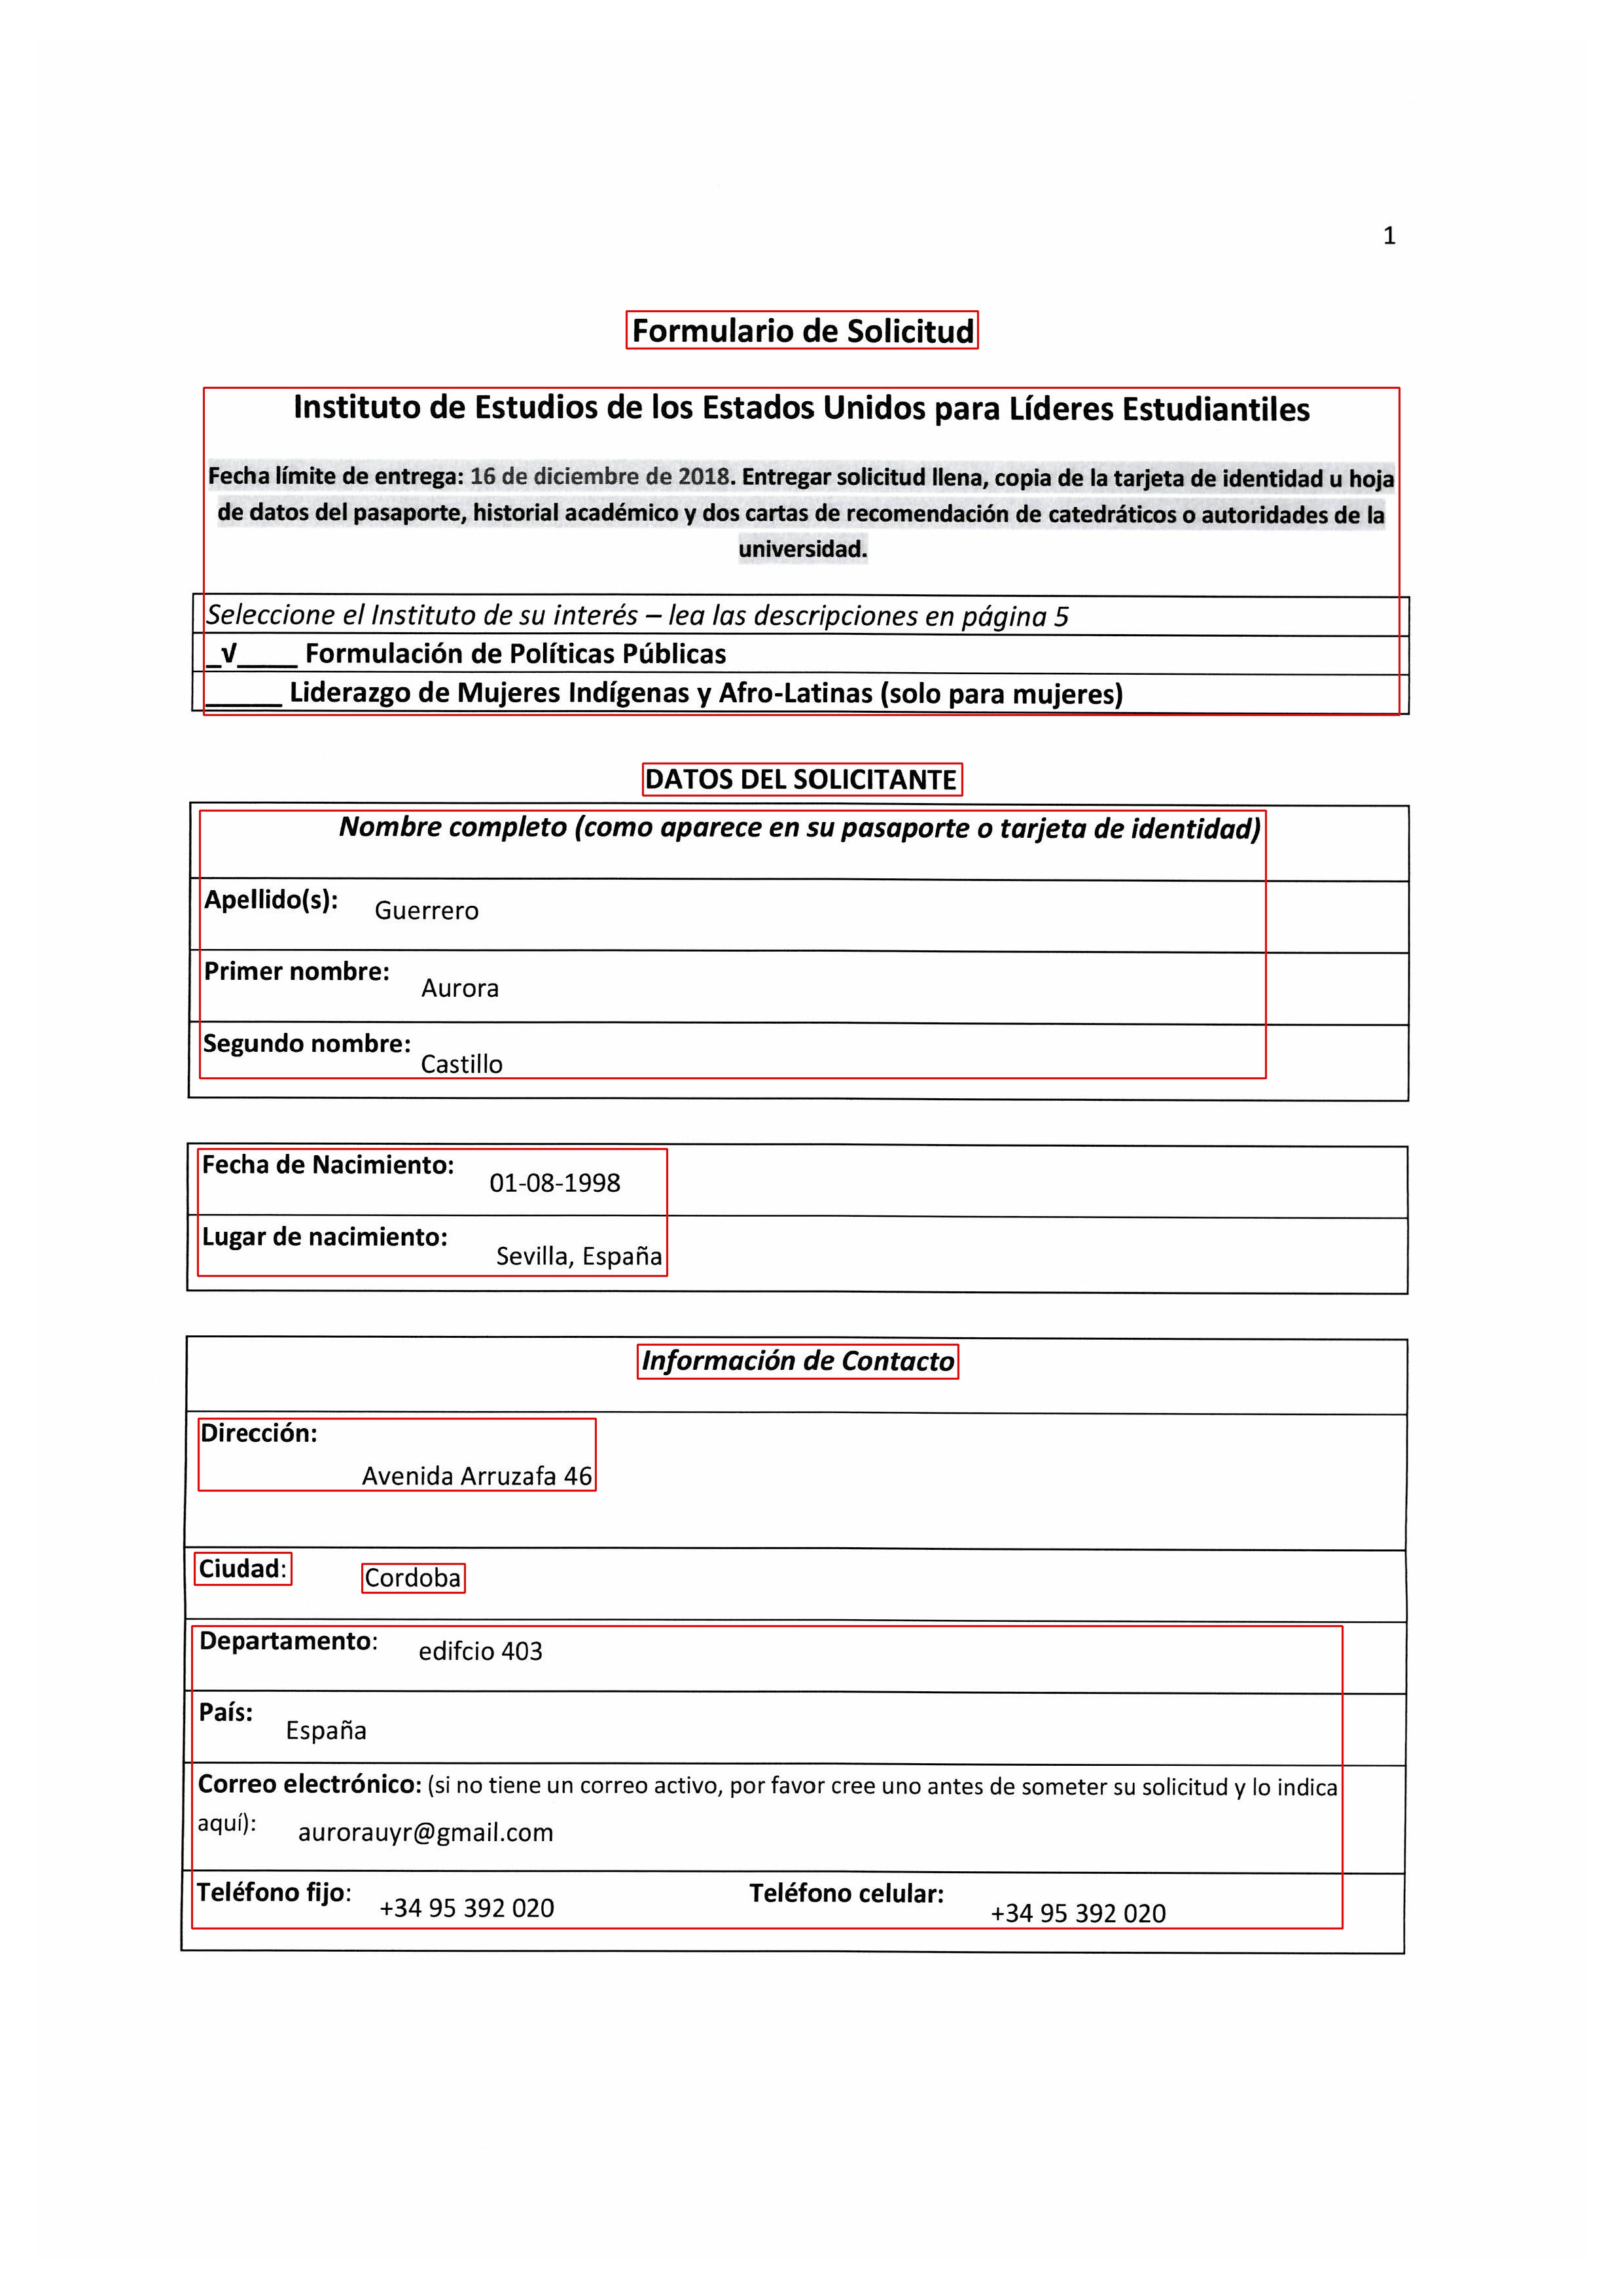 1
Formulario de Solicitud
Instituto de Estudios de los Estados Unidos para Líderes Estudiantiles
Fecha límite de entrega: 16 de diciembre de 2018. Entregar solicitud llena, copia de la tarjeta de identidad u hoja
de datos del pasaporte, historial académico y dos cartas de recomendación de catedráticos o autoridades de la
universidad.
Seleccione el Instituto de su interés – lea las descripciones en página 5
_√____ Formulación de Políticas Públicas
_____ Liderazgo de Mujeres Indígenas y Afro-Latinas (solo para mujeres)
DATOS DEL SOLICITANTE
Nombre completo (como aparece en su pasaporte o tarjeta de identidad)
Apellido(s): Guerrero
Primer nombre: Aurora
Segundo nombre: Castillo
Fecha de Nacimiento: 01-08-1998
Lugar de nacimiento: Sevilla, España
Información de Contacto
Dirección:
Avenida Arruzafa 46
Ciudad: Cordoba
Departamento: edifcio 403
País: España
Correo electrónico: (si no tiene un correo activo, por favor cree uno antes de someter su solicitud y lo indica
aquí): aurorauyr@gmail.com
Teléfono fijo: +34 95 392 020 Teléfono celular: +34 95 392 020